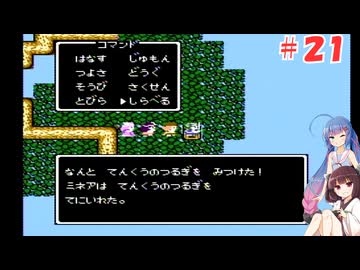 コマンド
はなす　じゅもん
つよさ　どうぐ
そうび　さくせん
とびら　▶しらべる
#21
なんと　てんくうのつるぎを　みつけた！
ミネアは　てんくうのつるぎを
てにいれた。